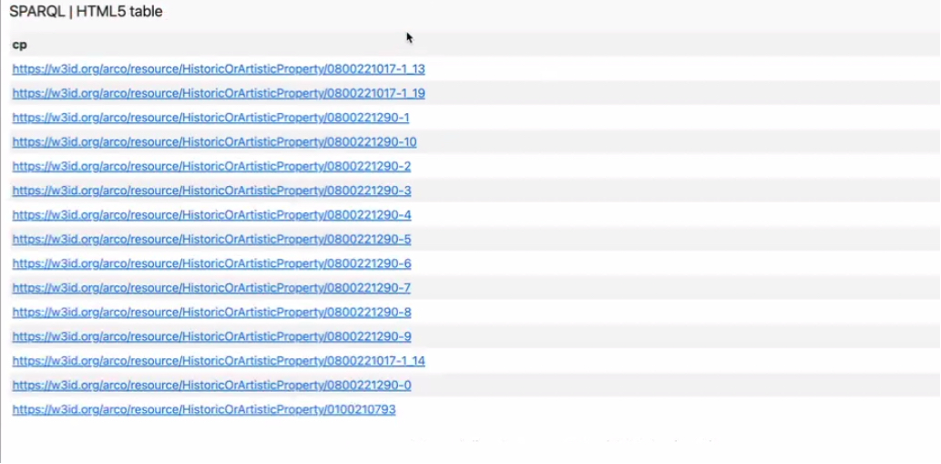 SPARQL | HTML5 table
cp
https://w3id.org/arco/resource/HistoricOrArtisticProperty/0800221017-1_13
https://w3id.org/arco/resource/HistoricOrArtisticProperty/0800221017-1_19
https://w3id.org/arco/resource/HistoricOrArtisticProperty/0800221290-1
https://w3id.org/arco/resource/HistoricOrArtisticProperty/0800221290-10
https://w3id.org/arco/resource/HistoricOrArtisticProperty/0800221290-2
https://w3id.org/arco/resource/HistoricOrArtisticProperty/0800221290-3
https://w3id.org/arco/resource/HistoricOrArtisticProperty/0800221290-4
https://w3id.org/arco/resource/HistoricOrArtisticProperty/0800221290-5
https://w3id.org/arco/resource/HistoricOrArtisticProperty/0800221290-6
https://w3id.org/arco/resource/HistoricOrArtisticProperty/0800221290-7
https://w3id.org/arco/resource/HistoricOrArtisticProperty/0800221290-8
https://w3id.org/arco/resource/HistoricOrArtisticProperty/0800221290-9
https://w3id.org/arco/resource/HistoricOrArtisticProperty/0800221017-1_14
https://w3id.org/arco/resource/HistoricOrArtisticProperty/0800221290-0
https://w3id.org/arco/resource/HistoricOrArtisticProperty/0100210793